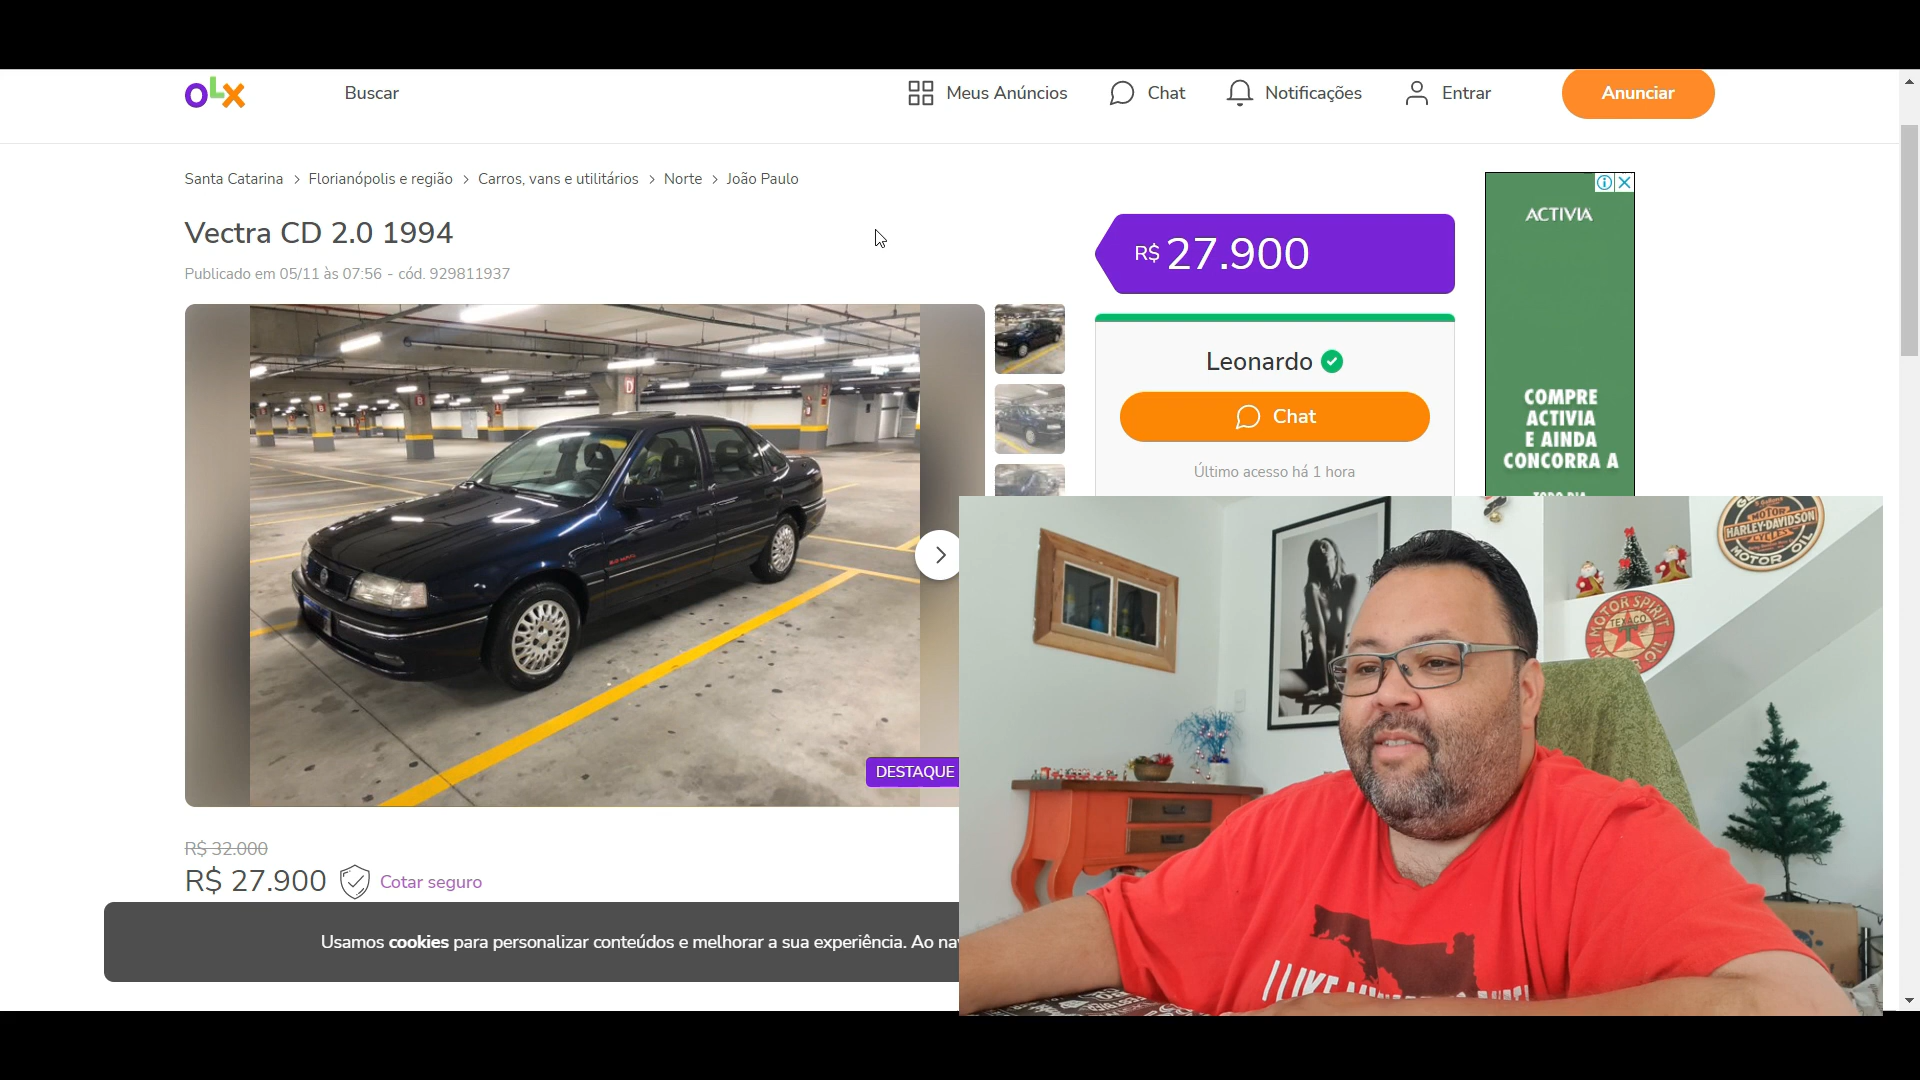 OLX
Buscar
Meus Anúncios
Chat
Notificações
Entrar
Anunciar
Santa Catarina > Florianópolis e região > Carros, vans e utilitários > Norte > João Paulo
Vectra CD 2.0 1994
Publicado em 05/11 às 07:56 - cód. 929811937
R$ 27.900
Leonardo
Chat
Último acesso há 1 hora
ACTIVIA
COMPRE
ACTIVIA
E AINDA
CONCORRA A
DESTAQUE
R$ 32.000
R$ 27.900
Cotar seguro
Usamos cookies para personalizar conteúdos e melhorar a sua experiência. Ao
MOTOR
HARLEY-DAVIDSON
CYCLES
MOTOR OIL
MOTOR SPIRIT
TEXACO
I LIKE